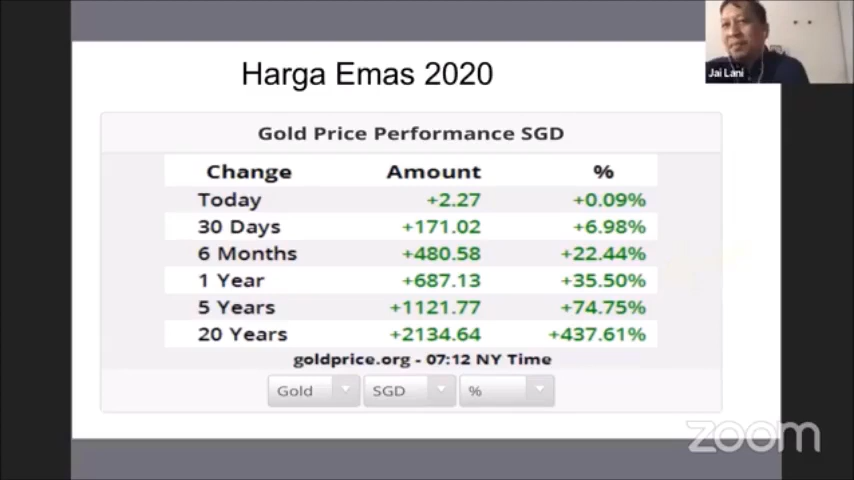 Harga Emas 2020
Jai Lani
Gold Price Performance SGD
Change Amount %
Today +2.27 +0.09%
30 Days +171.02 +6.98%
6 Months +480.58 +22.44%
1 Year +687.13 +35.50%
5 Years +1121.77 +74.75%
20 Years +2134.64 +437.61%
goldprice.org - 07:12 NY Time
Gold SGD %
zoom